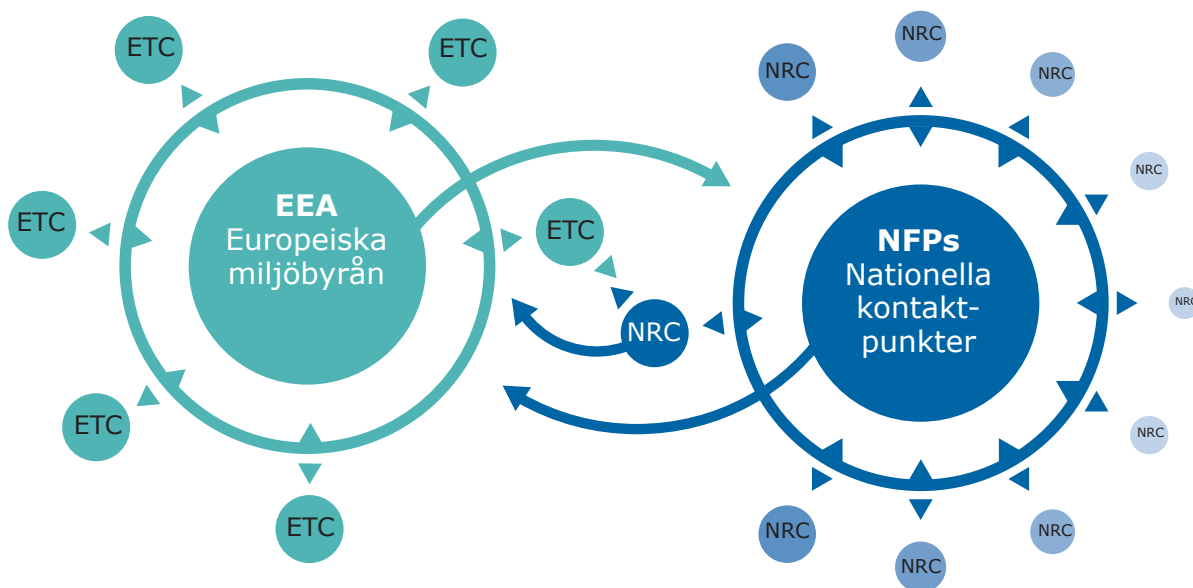 ETC
ETC
ETC
ETC
ETC
ETC
EEA
Europeiska
miljöbyrån
NRC
NRC
NRC
NRC
NRC
NRC
NRC
NRC
NRC
NRC
NFPs
Nationella
kontakt-
punkter